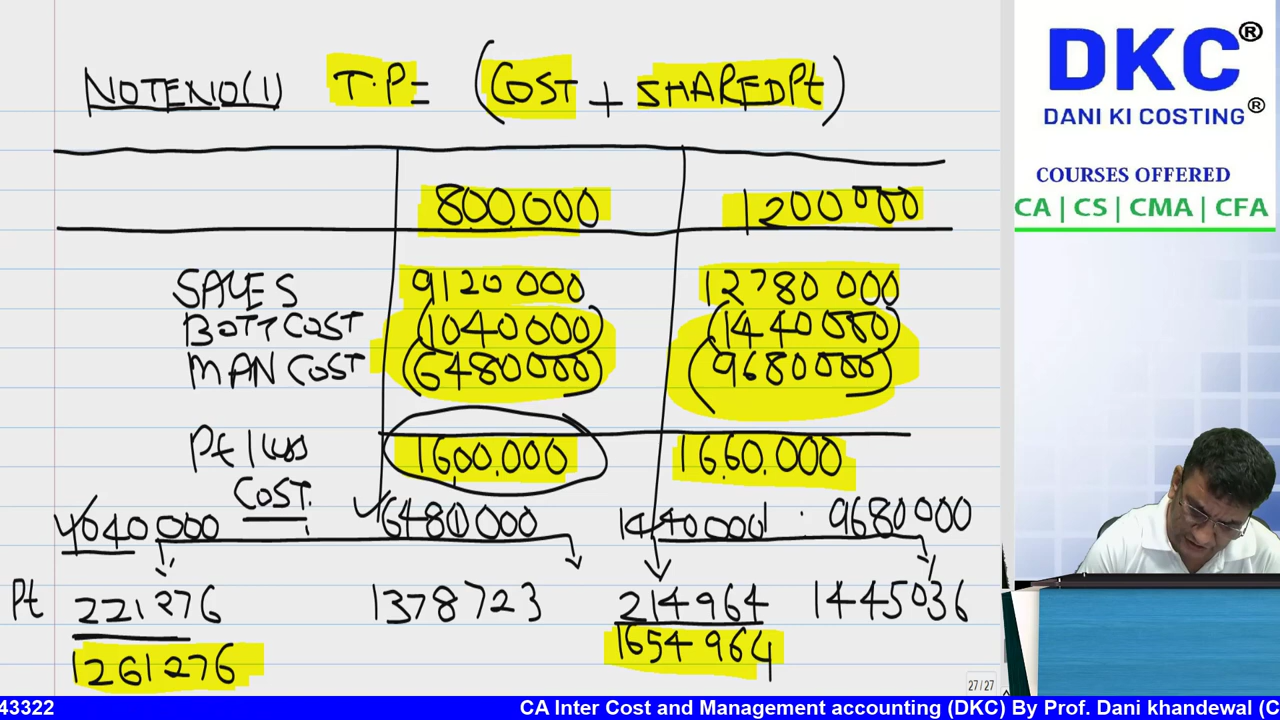 NOTENO(1) T.P = (COST + SHAREDPt)
800,000 1200000
SALES 9120000 12780000
BOTTCOST (1040000) (1440000)
MAN COST (6480000) (9680000)
Pt/Loss 1600,000 1660,000
COST.
1040000 6480000 1440000 9680000
Pt 221276 1378723 214964 1445036
1261276 1654964
27/27
DKC®
DANI KI COSTING®
COURSES OFFERED
CA | CS | CMA | CFA
43322 CA Inter Cost and Management accounting (DKC) By Prof. Dani khandewal (C